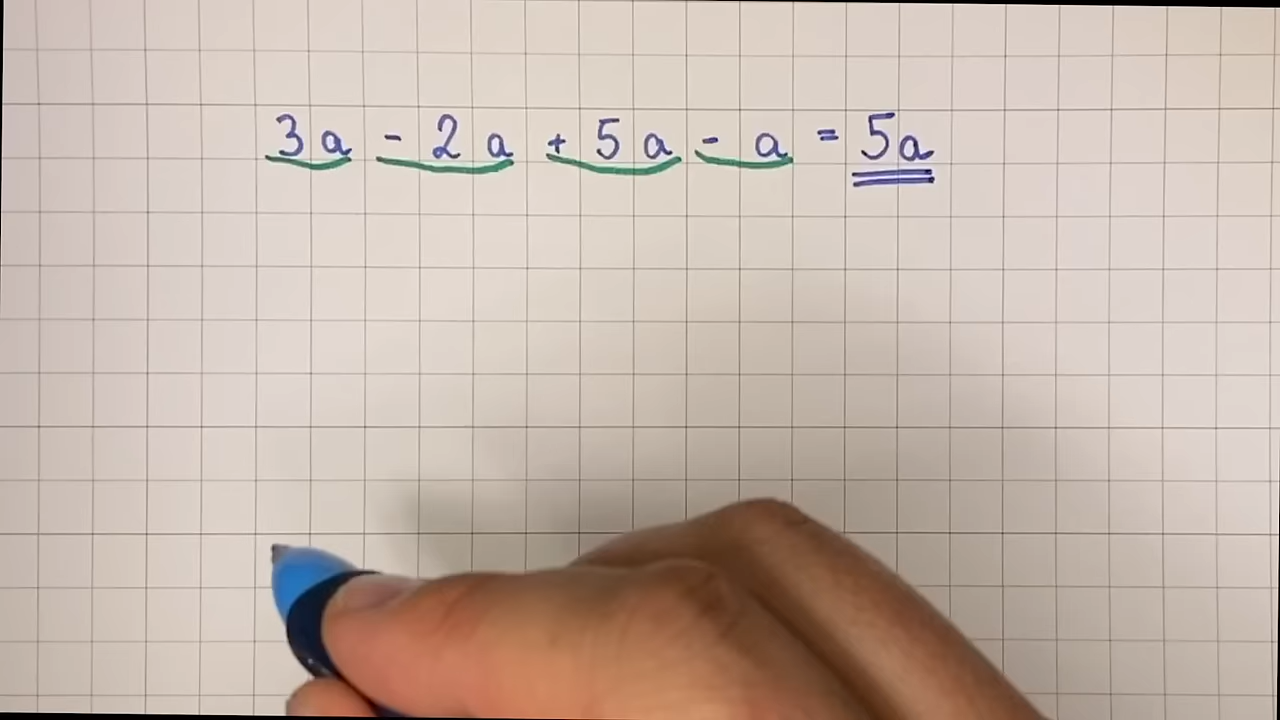 3a - 2a + 5a - a = 5a